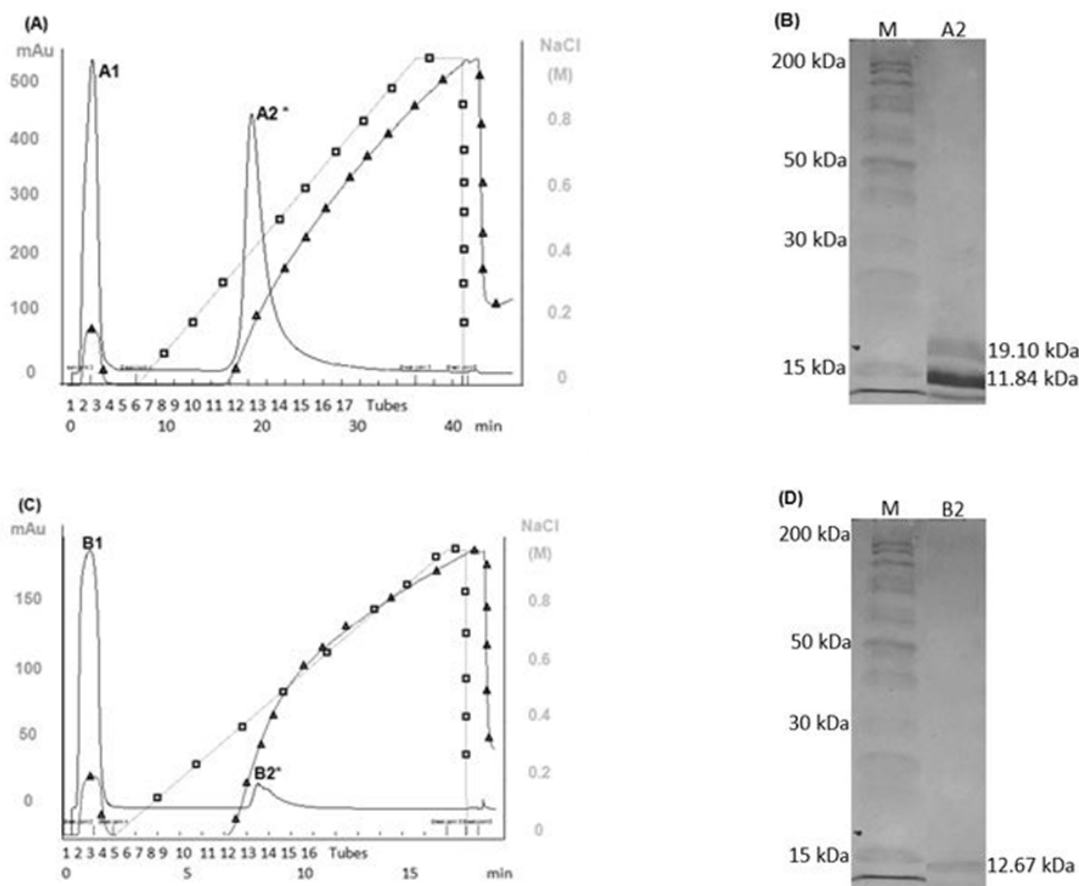 (A)
mAu
NaCl
(M)
A1
A2 *
500
400
300
200
100
0
0.8
0.6
0.4
0.2
0
1 2 3 4 5 6 7 8 9 10 11 12 13 14 15 16 17 Tubes
0 10 20 30 40 min
(B)
M A2
200 kDa
50 kDa
30 kDa
15 kDa
19.10 kDa
11.84 kDa
(C)
mAu
NaCl
(M)
B1
B2*
150
100
50
0
0.8
0.6
0.4
0.2
0
1 2 3 4 5 6 7 8 9 10 11 12 13 14 15 16 Tubes
0 5 10 15 min
(D)
M B2
200 kDa
50 kDa
30 kDa
15 kDa
12.67 kDa